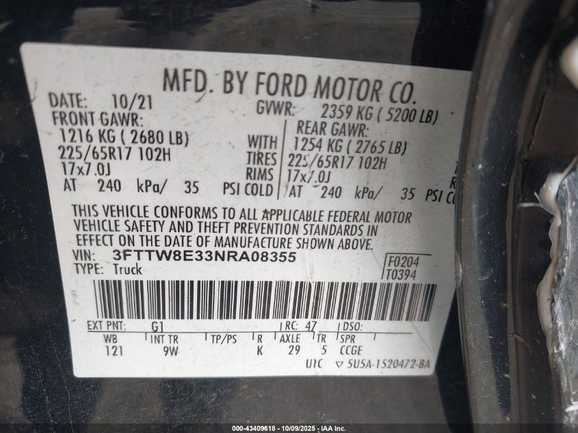 MFD. BY FORD MOTOR CO.
DATE: 10/21 GVWR: 2359 KG ( 5200 LB)
FRONT GAWR: REAR GAWR:
1216 KG ( 2680 LB) WITH 1254 KG ( 2765 LB)
225/65R17 102H TIRES 225/65R17 102H
17x7.0J RIMS 17x7.0J
AT 240 kPa/ 35 PSI COLD AT 240 kPa/ 35 PSI CO
THIS VEHICLE CONFORMS TO ALL APPLICABLE FEDERAL MOTOR
VEHICLE SAFETY AND THEFT PREVENTION STANDARDS IN
EFFECT ON THE DATE OF MANUFACTURE SHOWN ABOVE.
VIN: 3FTTW8E33NRA08355 F0204
TYPE: Truck T0394
EXT PNT: G1 RC: 47 DSO:
WB INT TR TP/PS R AXLE TR SPR
121 9W K 29 5 CCGE
UTC ▽ 5U5A-1520472-BA
000-43409618 - 10/09/2025 - IAA, Inc.